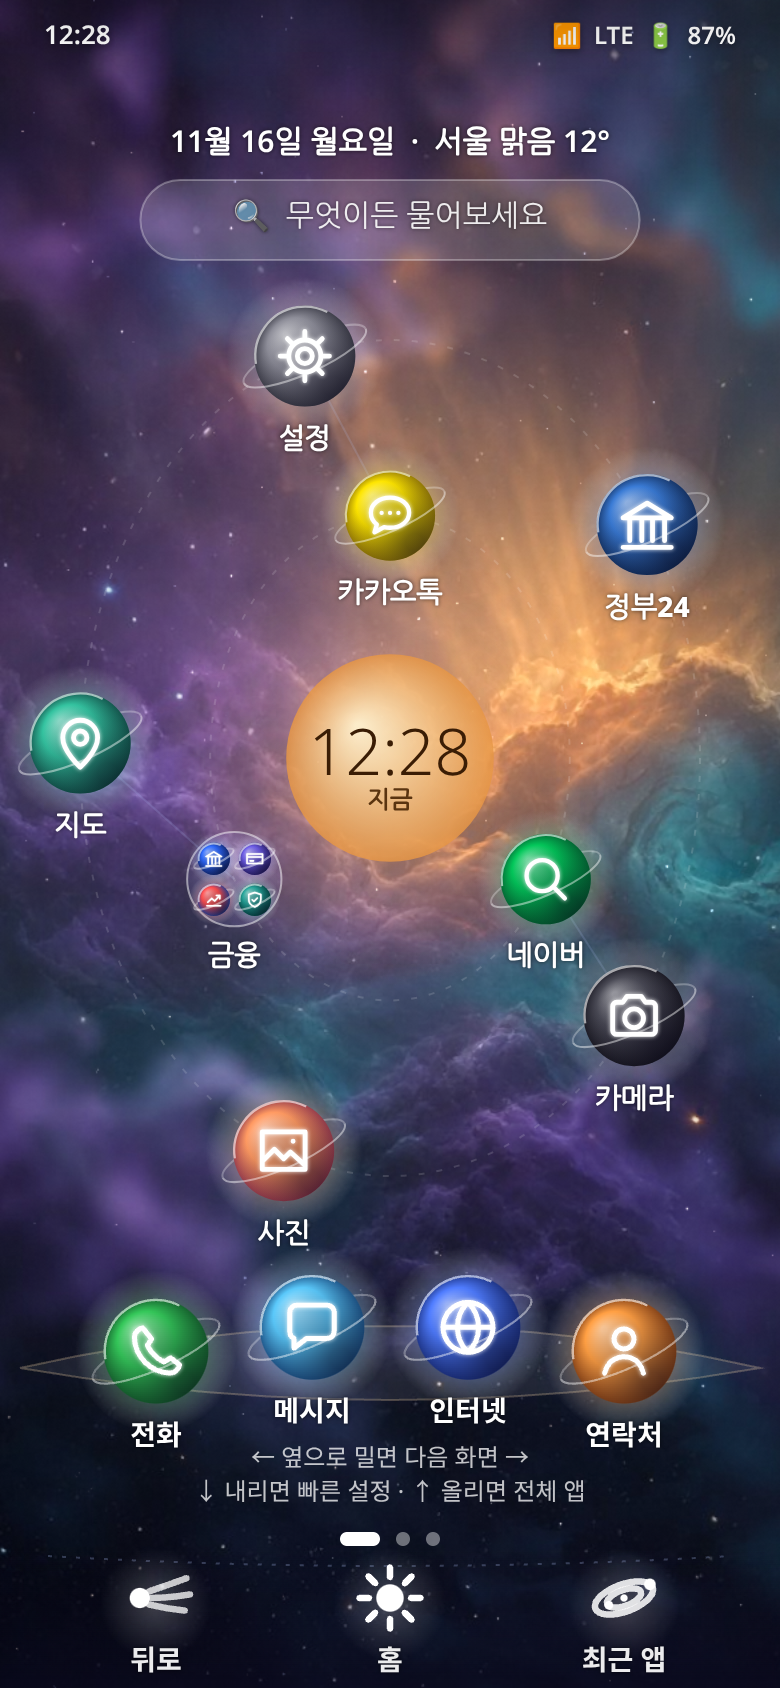 12:28 LTE 87%
11월 16일 월요일 · 서울 맑음 12°
무엇이든 물어보세요
설정
카카오톡
정부24
12:28
지금
지도
금융
네이버
카메라
사진
전화
메시지
인터넷
연락처
← 옆으로 밀면 다음 화면 →
↓ 내리면 빠른 설정 · ↑ 올리면 전체 앱
뒤로
홈
최근 앱